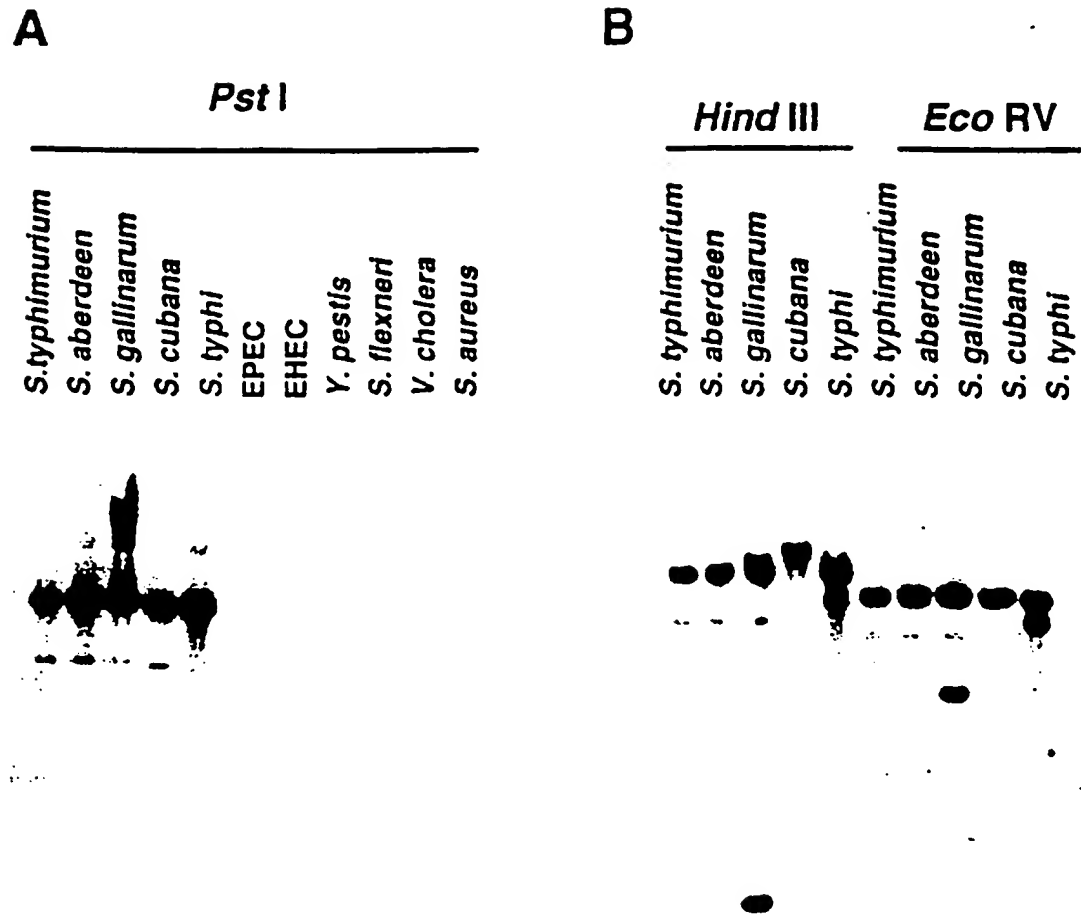 A
B
Pst I
Hind III
Eco RV
S.typhimurium
S. aberdeen
S. gallinarum
S. cubana
S. typhi
EPEC
EHEC
Y. pestis
S. flexneri
V. cholera
S. aureus
S. typhimurium
S. aberdeen
S. gallinarum
S. cubana
S. typhi
S. typhimurium
S. aberdeen
S. gallinarum
S. cubana
S. typhi